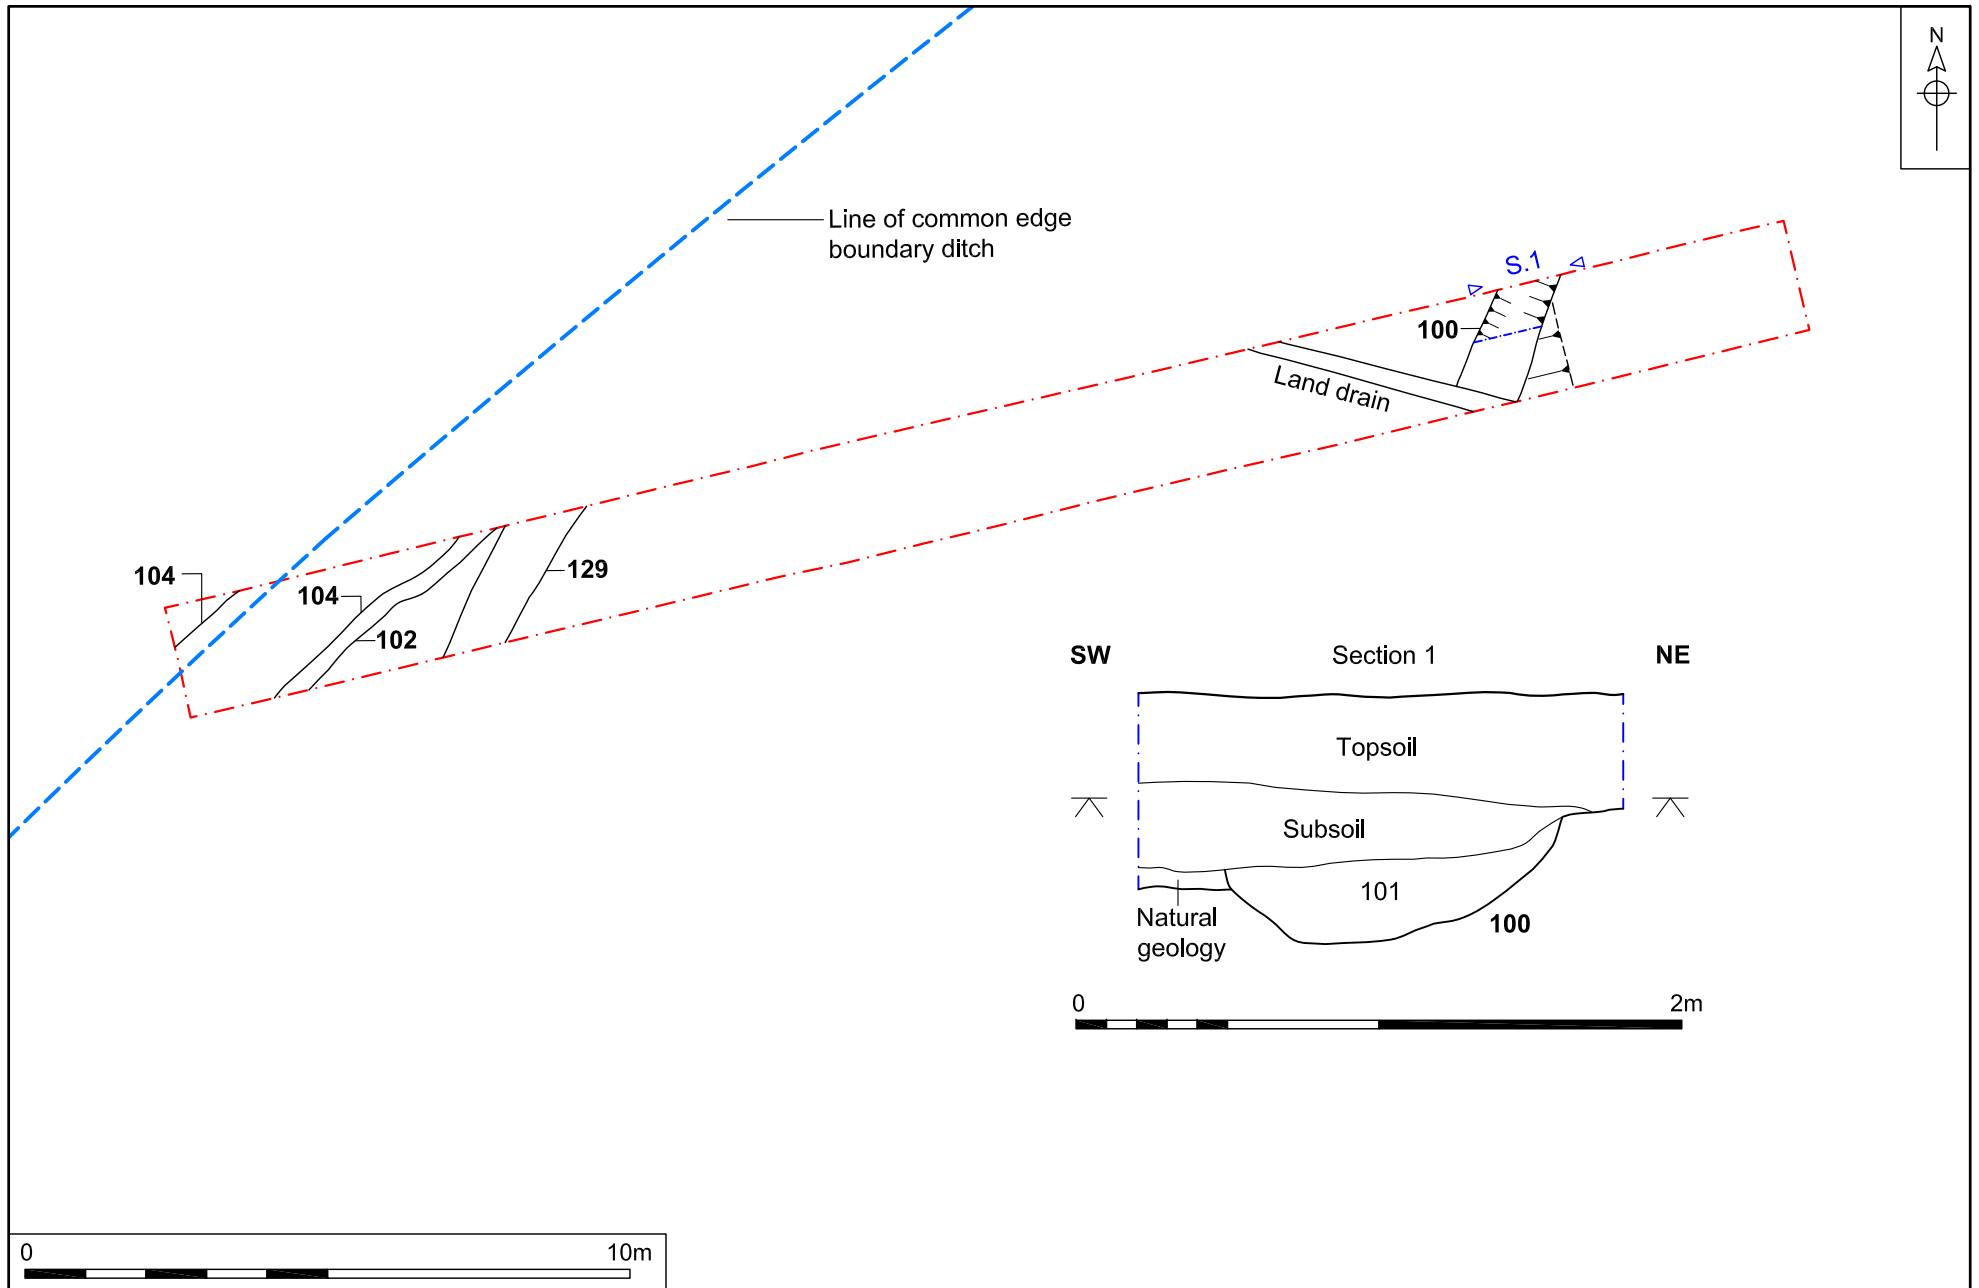 N
Line of common edge
boundary ditch
S.1
100
Land drain
104
104
129
102
SW
Section 1
NE
Topsoil
Subsoil
101
Natural
geology
100
0
2m
0
10m